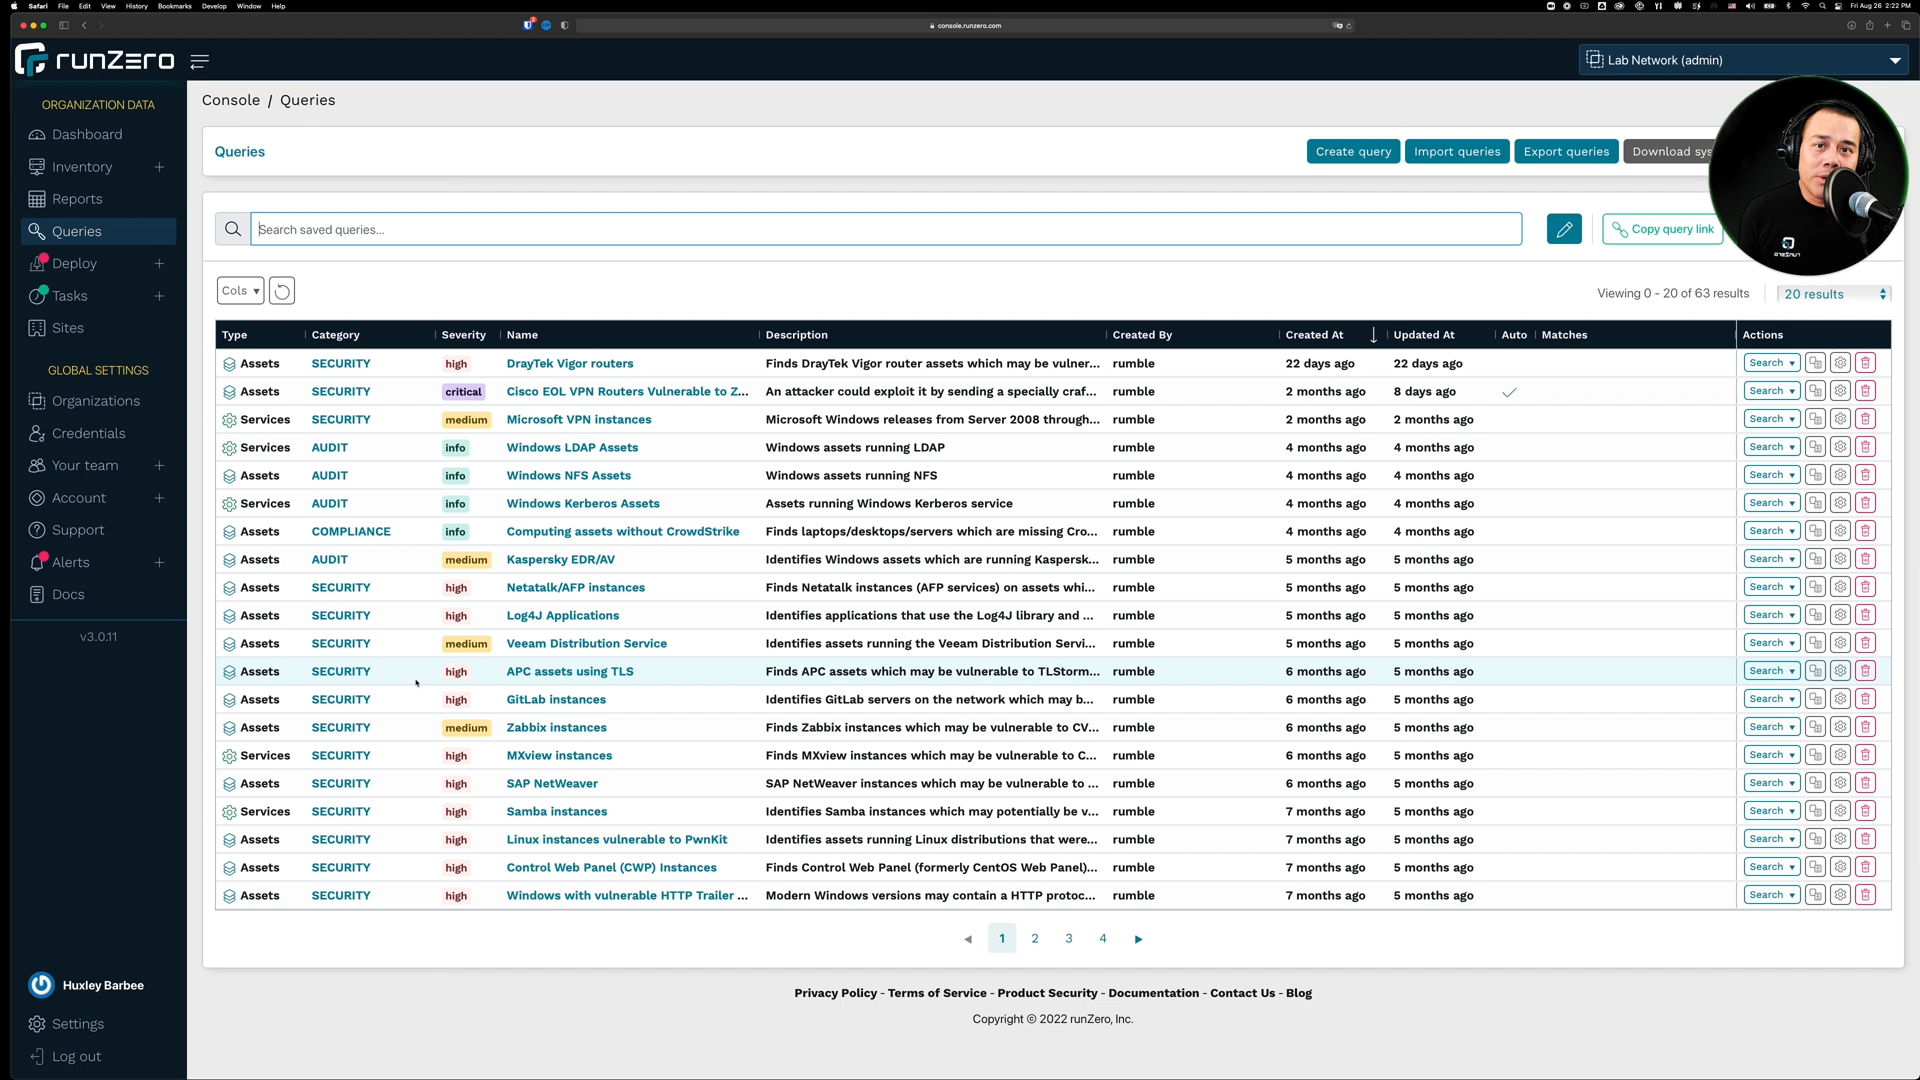 Safari File Edit View History Bookmarks Develop Window Help Fri Aug 26 2:22 PM
console.runzero.com
runZero
Lab Network (admin)
ORGANIZATION DATA
Dashboard
Inventory
Reports
Queries
Deploy
Tasks
Sites
GLOBAL SETTINGS
Organizations
Credentials
Your team
Account
Support
Alerts
Docs
v3.0.11
Huxley Barbee
Settings
Log out
Console / Queries
Queries Create query Import queries Export queries Download sys
Search saved queries... Copy query link
Cols Viewing 0 - 20 of 63 results 20 results
Type Category Severity Name Description Created By Created At Updated At Auto Matches Actions
Assets SECURITY high DrayTek Vigor routers Finds DrayTek Vigor router assets which may be vulner... rumble 22 days ago 22 days ago Search
Assets SECURITY critical Cisco EOL VPN Routers Vulnerable to Z... An attacker could exploit it by sending a specially craf... rumble 2 months ago 8 days ago Search
Services SECURITY medium Microsoft VPN instances Microsoft Windows releases from Server 2008 through... rumble 2 months ago 2 months ago Search
Services AUDIT info Windows LDAP Assets Windows assets running LDAP rumble 4 months ago 4 months ago Search
Assets AUDIT info Windows NFS Assets Windows assets running NFS rumble 4 months ago 4 months ago Search
Services AUDIT info Windows Kerberos Assets Assets running Windows Kerberos service rumble 4 months ago 4 months ago Search
Assets COMPLIANCE info Computing assets without CrowdStrike Finds laptops/desktops/servers which are missing Cro... rumble 4 months ago 4 months ago Search
Assets AUDIT medium Kaspersky EDR/AV Identifies Windows assets which are running Kaspersk... rumble 5 months ago 5 months ago Search
Assets SECURITY high Netatalk/AFP instances Finds Netatalk instances (AFP services) on assets whi... rumble 5 months ago 5 months ago Search
Assets SECURITY high Log4J Applications Identifies applications that use the Log4J library and ... rumble 5 months ago 5 months ago Search
Assets SECURITY medium Veeam Distribution Service Identifies assets running the Veeam Distribution Servi... rumble 5 months ago 5 months ago Search
Assets SECURITY high APC assets using TLS Finds APC assets which may be vulnerable to TLStorm... rumble 6 months ago 5 months ago Search
Assets SECURITY high GitLab instances Identifies GitLab servers on the network which may b... rumble 6 months ago 5 months ago Search
Assets SECURITY medium Zabbix instances Finds Zabbix instances which may be vulnerable to CV... rumble 6 months ago 5 months ago Search
Services SECURITY high MXview instances Finds MXview instances which may be vulnerable to C... rumble 6 months ago 5 months ago Search
Assets SECURITY high SAP NetWeaver SAP NetWeaver instances which may be vulnerable to ... rumble 6 months ago 5 months ago Search
Services SECURITY high Samba instances Identifies Samba instances which may potentially be v... rumble 7 months ago 5 months ago Search
Assets SECURITY high Linux instances vulnerable to PwnKit Identifies assets running Linux distributions that were... rumble 7 months ago 5 months ago Search
Assets SECURITY high Control Web Panel (CWP) Instances Finds Control Web Panel (formerly CentOS Web Panel)... rumble 7 months ago 5 months ago Search
Assets SECURITY high Windows with vulnerable HTTP Trailer ... Modern Windows versions may contain a HTTP protoc... rumble 7 months ago 5 months ago Search
1 2 3 4
Privacy Policy - Terms of Service - Product Security - Documentation - Contact Us - Blog
Copyright © 2022 runZero, Inc.